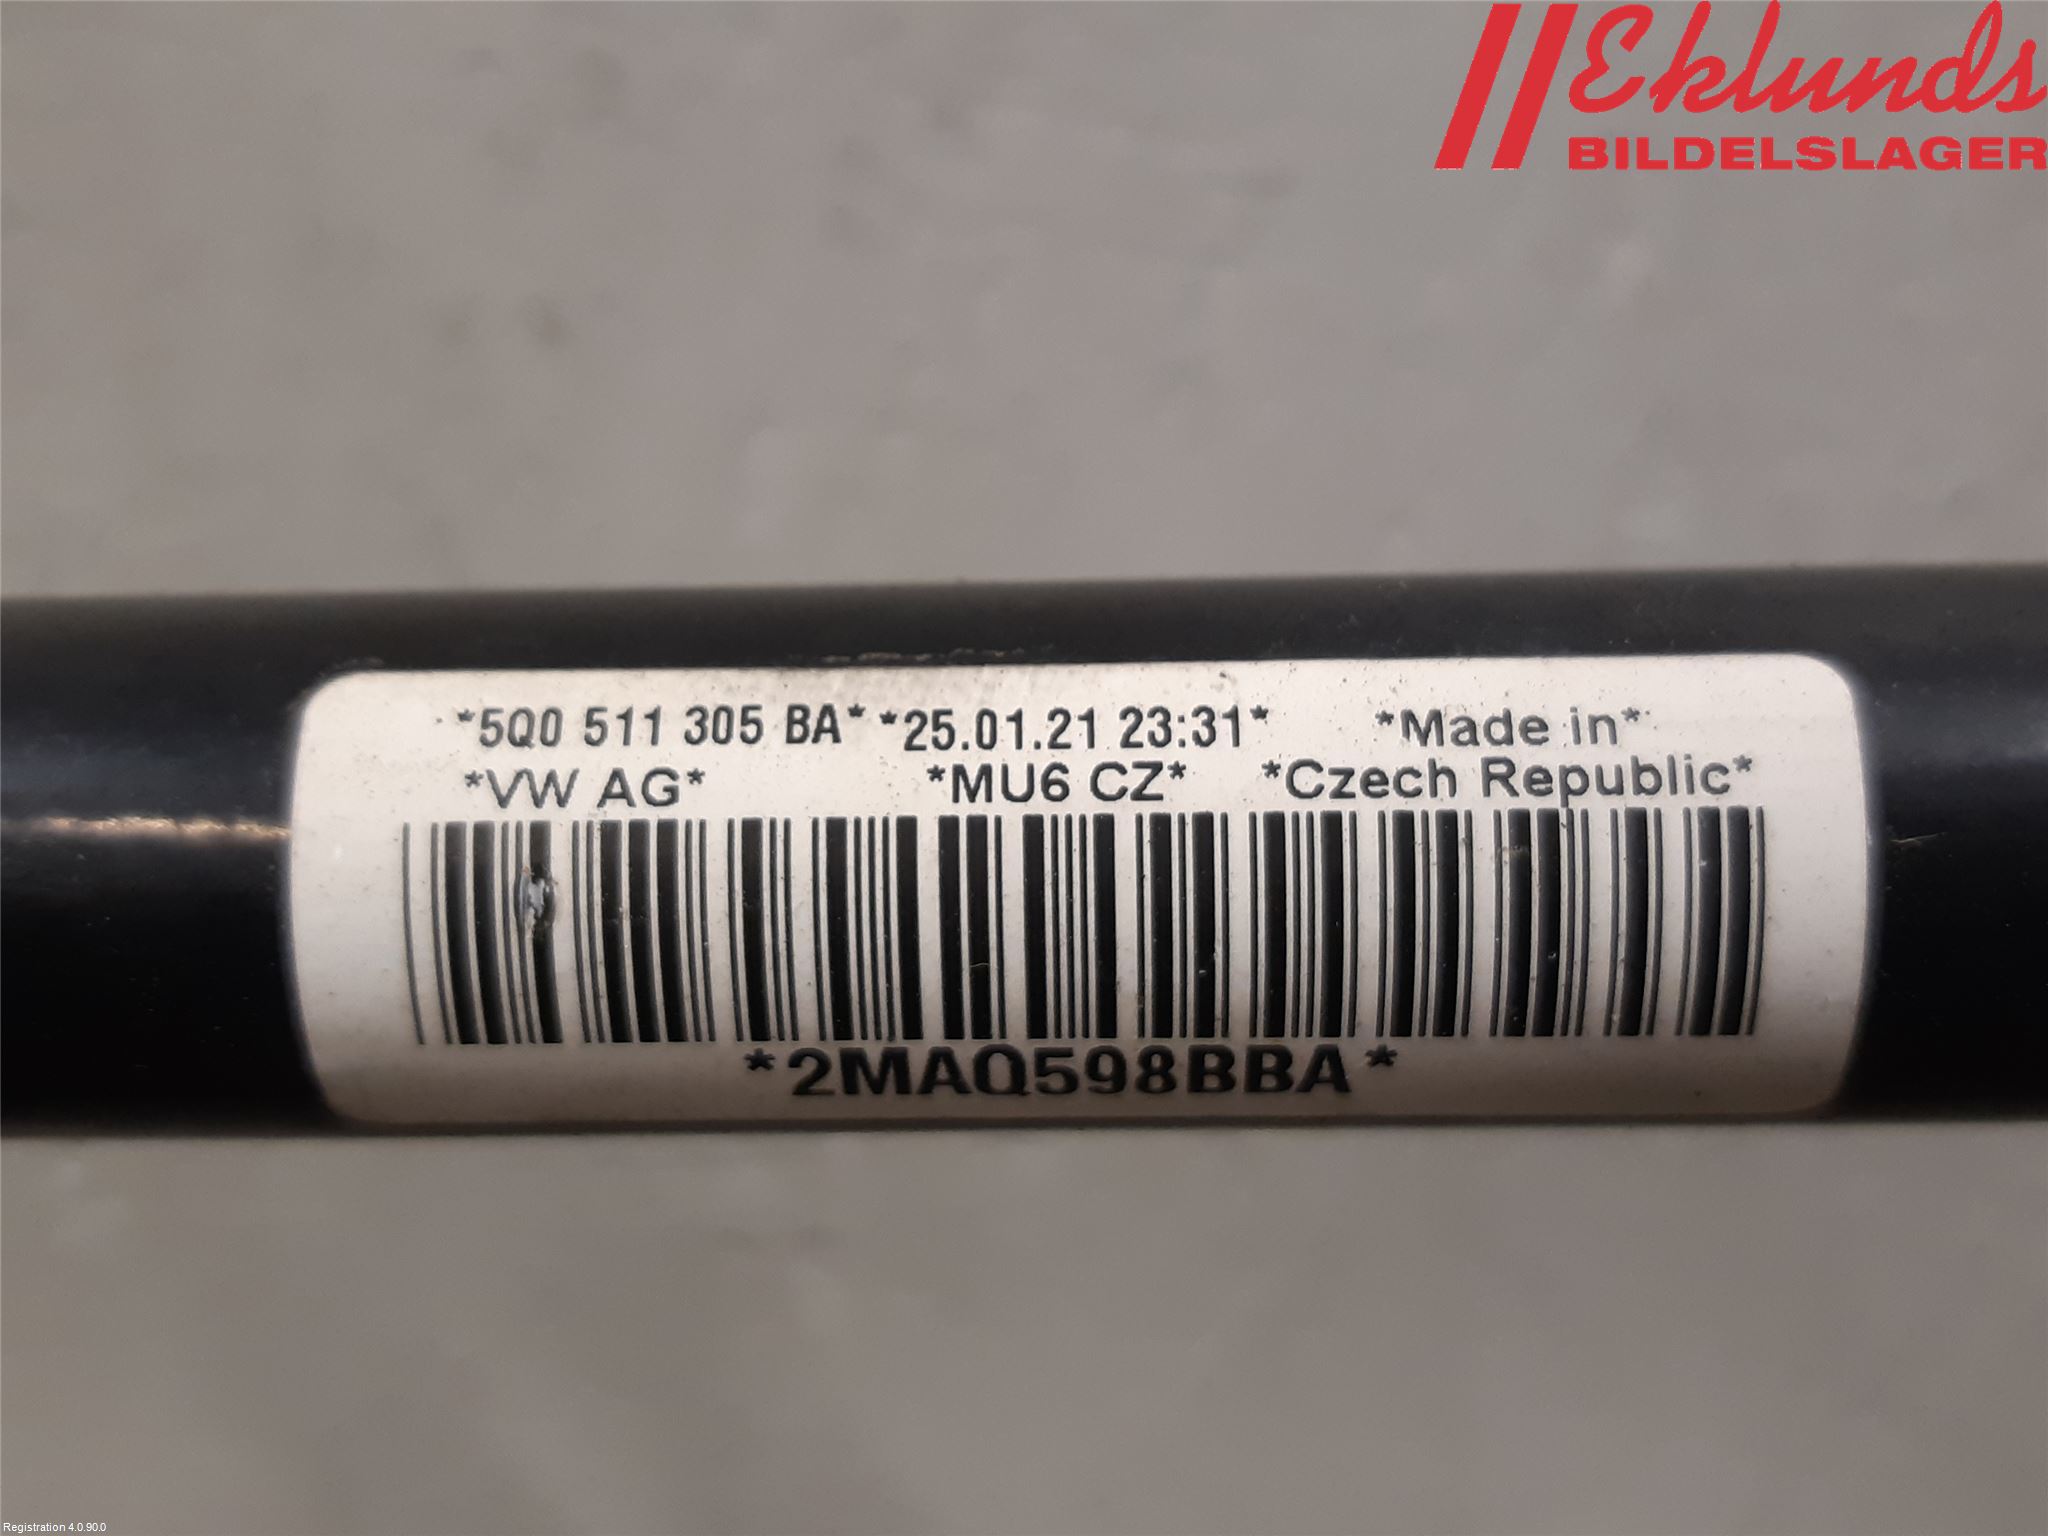 Eklunds
BILDELSLAGER
*5Q0 511 305 BA* *25.01.21 23:31* *Made in*
*VW AG* *MU6 CZ* *Czech Republic*
*2MAQ598BBA*
Registration 4.0.90.0